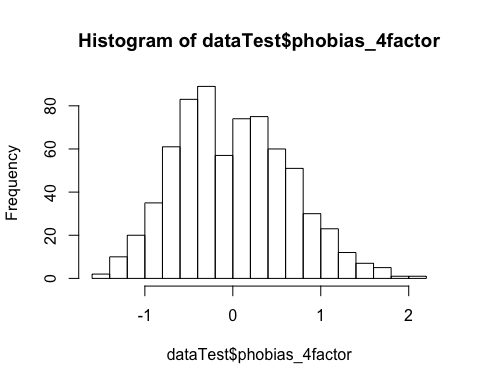 Histogram of dataTest$phobias_4factor
Frequency
80
60
40
20
0
-1 0 1 2
dataTest$phobias_4factor